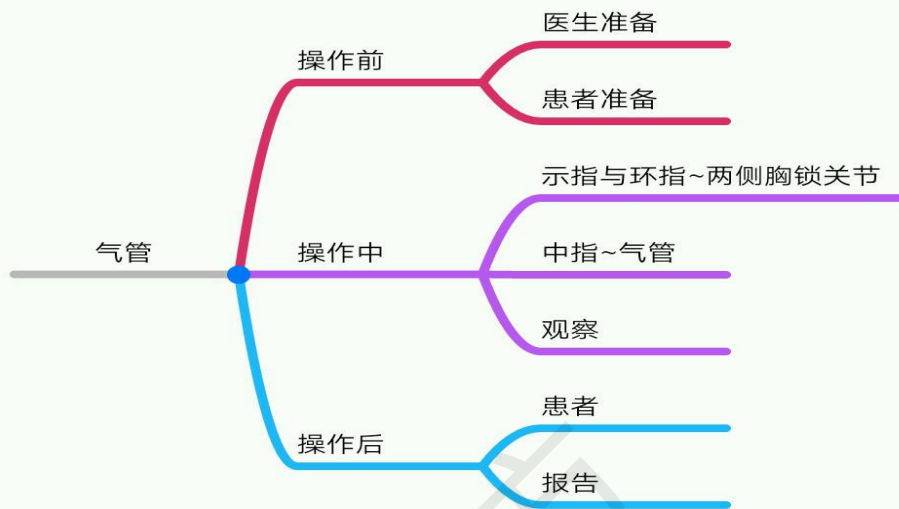 医生准备
操作前
患者准备
示指与环指~两侧胸锁关节
气管
操作中
中指~气管
观察
患者
操作后
报告